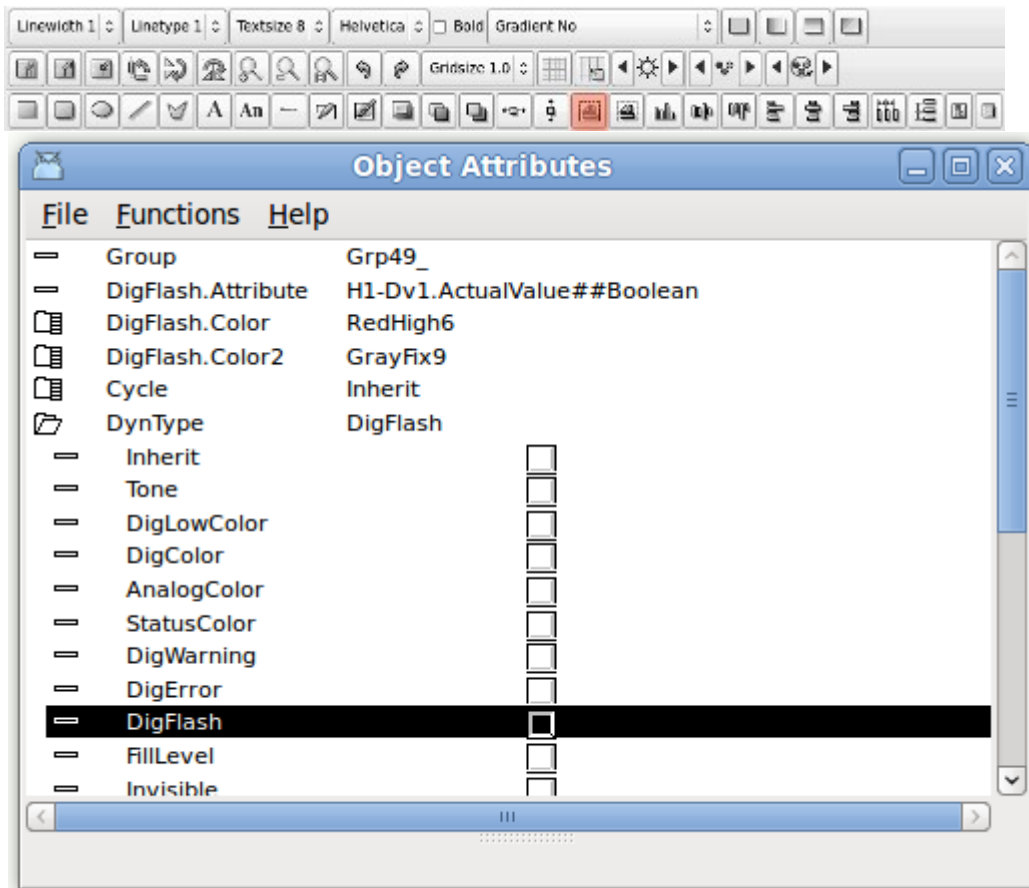 Linewidth 1 Linetype 1 Textsize 8 Helvetica Bold Gradient No
Gridsize 1.0
A An
Object Attributes
File Functions Help
Group Grp49_
DigFlash.Attribute H1-Dv1.ActualValue##Boolean
DigFlash.Color RedHigh6
DigFlash.Color2 GrayFix9
Cycle Inherit
DynType DigFlash
Inherit
Tone
DigLowColor
DigColor
AnalogColor
StatusColor
DigWarning
DigError
DigFlash
FillLevel
Invisible